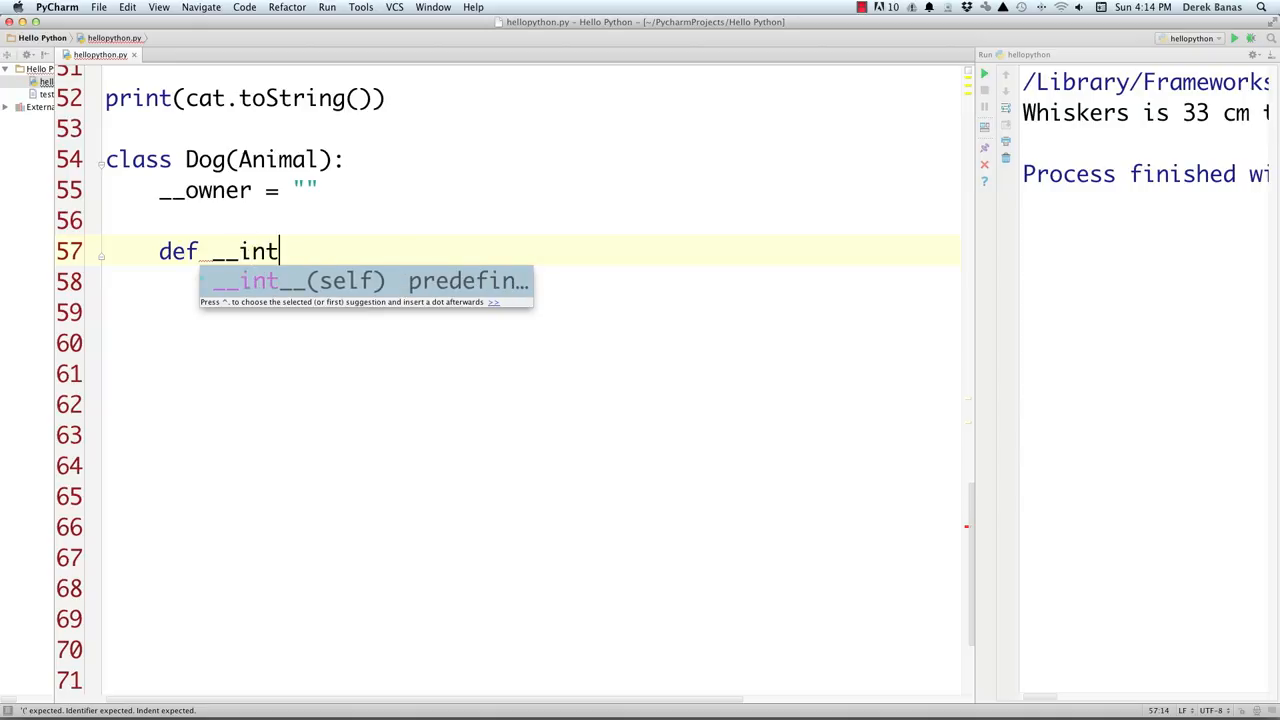 PyCharm File Edit View Navigate Code Refactor Run Tools VCS Window Help 10 Sun 4:14 PM Derek Banas
hellopython.py - Hello Python - [~/PycharmProjects/Hello Python]
Hello Python hellopython.py hellopython
hellopython.py × Run hellopython
Hello P
hell
test
Extern
51
52 print(cat.toString())
53
54 class Dog(Animal):
55 __owner = ""
56
57 def __int
__int__(self) predefin…
Press ^. to choose the selected (or first) suggestion and insert a dot afterwards >>
58
59
60
61
62
63
64
65
66
67
68
69
70
71
/Library/Frameworks
Whiskers is 33 cm t
Process finished wi
'(' expected. Identifier expected. Indent expected. 57:14 LF UTF-8